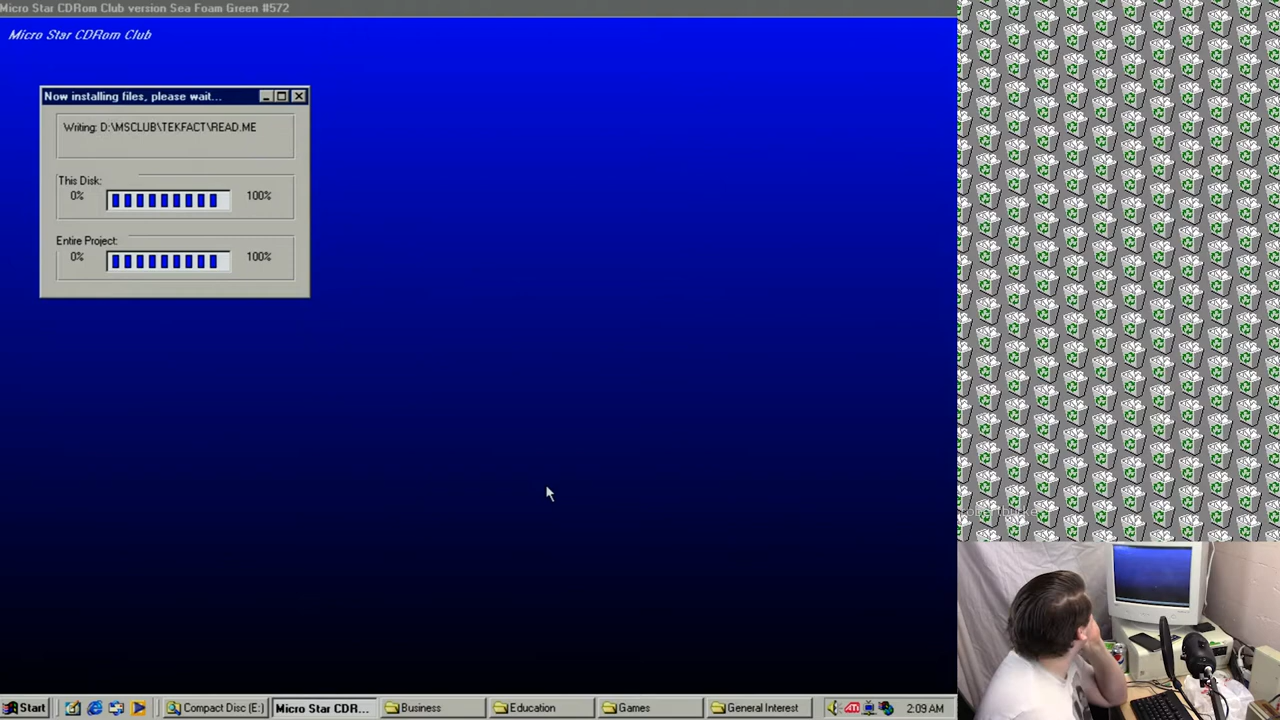 Micro Star CDRom Club version Sea Foam Green #572
Micro Star CDRom Club
Now installing files, please wait...
Writing: D:\MSCLUB\TEKFACT\READ.ME
This Disk:
0% 100%
Entire Project:
0% 100%
Start Compact Disc (E:) Micro Star CDR... Business Education Games General Interest ATI 2:09 AM